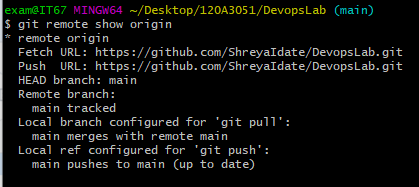 exam@IT67 MINGW64 ~/Desktop/120A3051/DevopsLab (main)
$ git remote show origin
* remote origin
  Fetch URL: https://github.com/ShreyaIdate/DevopsLab.git
  Push  URL: https://github.com/ShreyaIdate/DevopsLab.git
  HEAD branch: main
  Remote branch:
    main tracked
  Local branch configured for 'git pull':
    main merges with remote main
  Local ref configured for 'git push':
    main pushes to main (up to date)